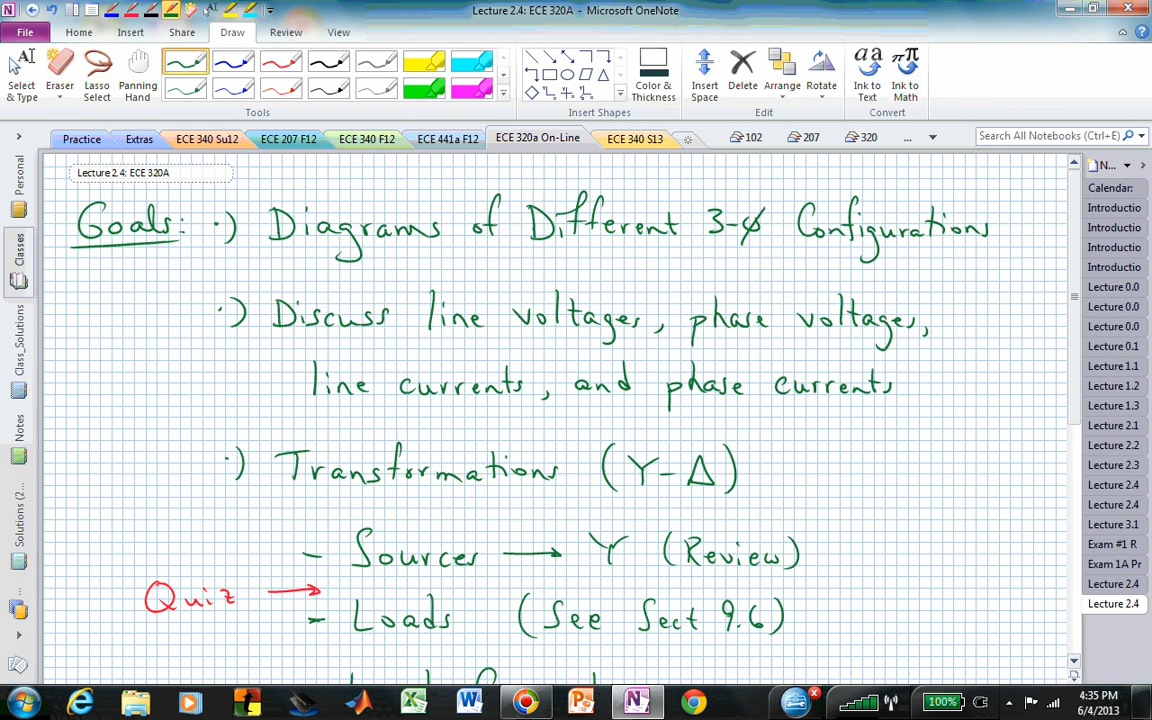 Lecture 2.4: ECE 320A - Microsoft OneNote
File Home Insert Share Draw Review View
Select & Type
Eraser
Lasso Select
Panning Hand
Color & Thickness
Insert Space
Delete
Arrange
Rotate
Ink to Text
Ink to Math
Tools
Insert Shapes
Edit
Convert
Practice Extras ECE 340 Su12 ECE 207 F12 ECE 340 F12 ECE 441a F12 ECE 320a On-Line ECE 340 S13 102 207 320 ... Search All Notebooks (Ctrl+E)
Personal
Classes
Class_Solutions
Notes
Solutions (2...
Lecture 2.4: ECE 320A
Goals: ·) Diagrams of Different 3-ϕ Configurations
·) Discuss line voltages, phase voltages,
line currents, and phase currents
·) Transformations (Y-Δ)
- Sources → Y (Review)
Quiz →
- Loads (See Sect 9.6)
N...
Calendar:
Introductio
Introductio
Introductio
Introductio
Lecture 0.0
Lecture 0.0
Lecture 0.0
Lecture 0.1
Lecture 1.1
Lecture 1.2
Lecture 1.3
Lecture 2.1
Lecture 2.2
Lecture 2.3
Lecture 2.4
Lecture 2.4
Lecture 3.1
Exam #1 R
Exam 1A Pr
Lecture 2.4
Lecture 2.4
100%
4:35 PM
6/4/2013